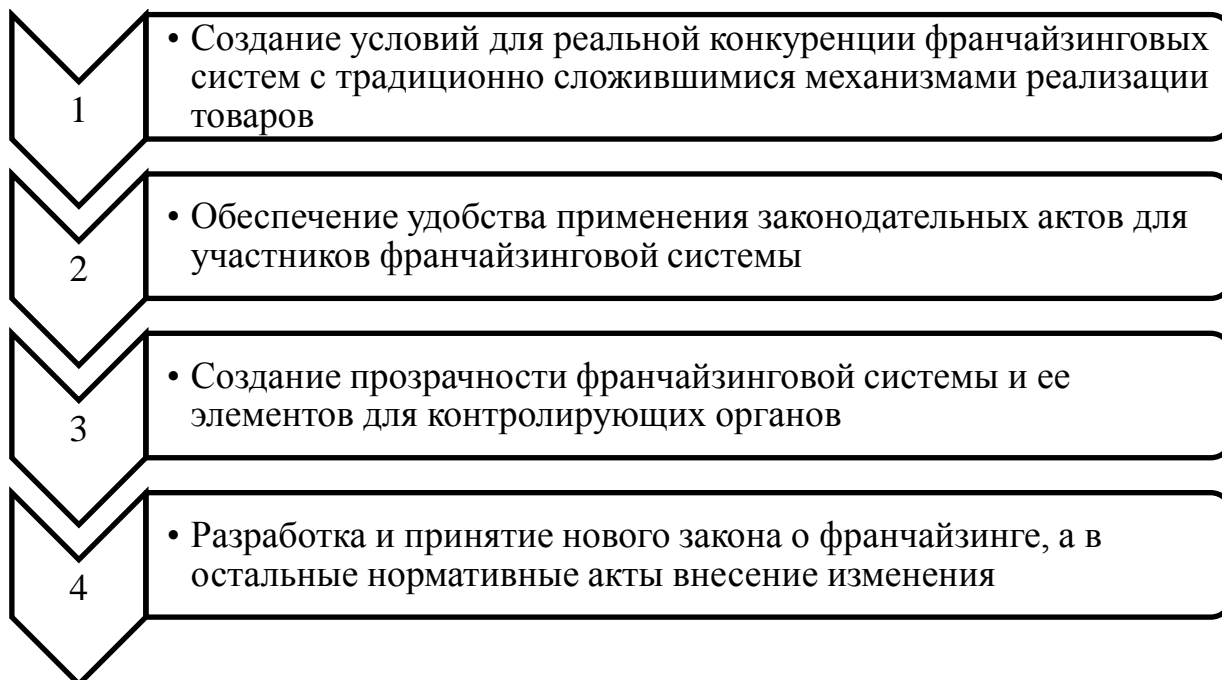 1
• Создание условий для реальной конкуренции франчайзинговых
систем с традиционно сложившимися механизмами реализации
товаров
2
• Обеспечение удобства применения законодательных актов для
участников франчайзинговой системы
3
• Создание прозрачности франчайзинговой системы и ее
элементов для контролирующих органов
4
• Разработка и принятие нового закона о франчайзинге, а в
остальные нормативные акты внесение изменения